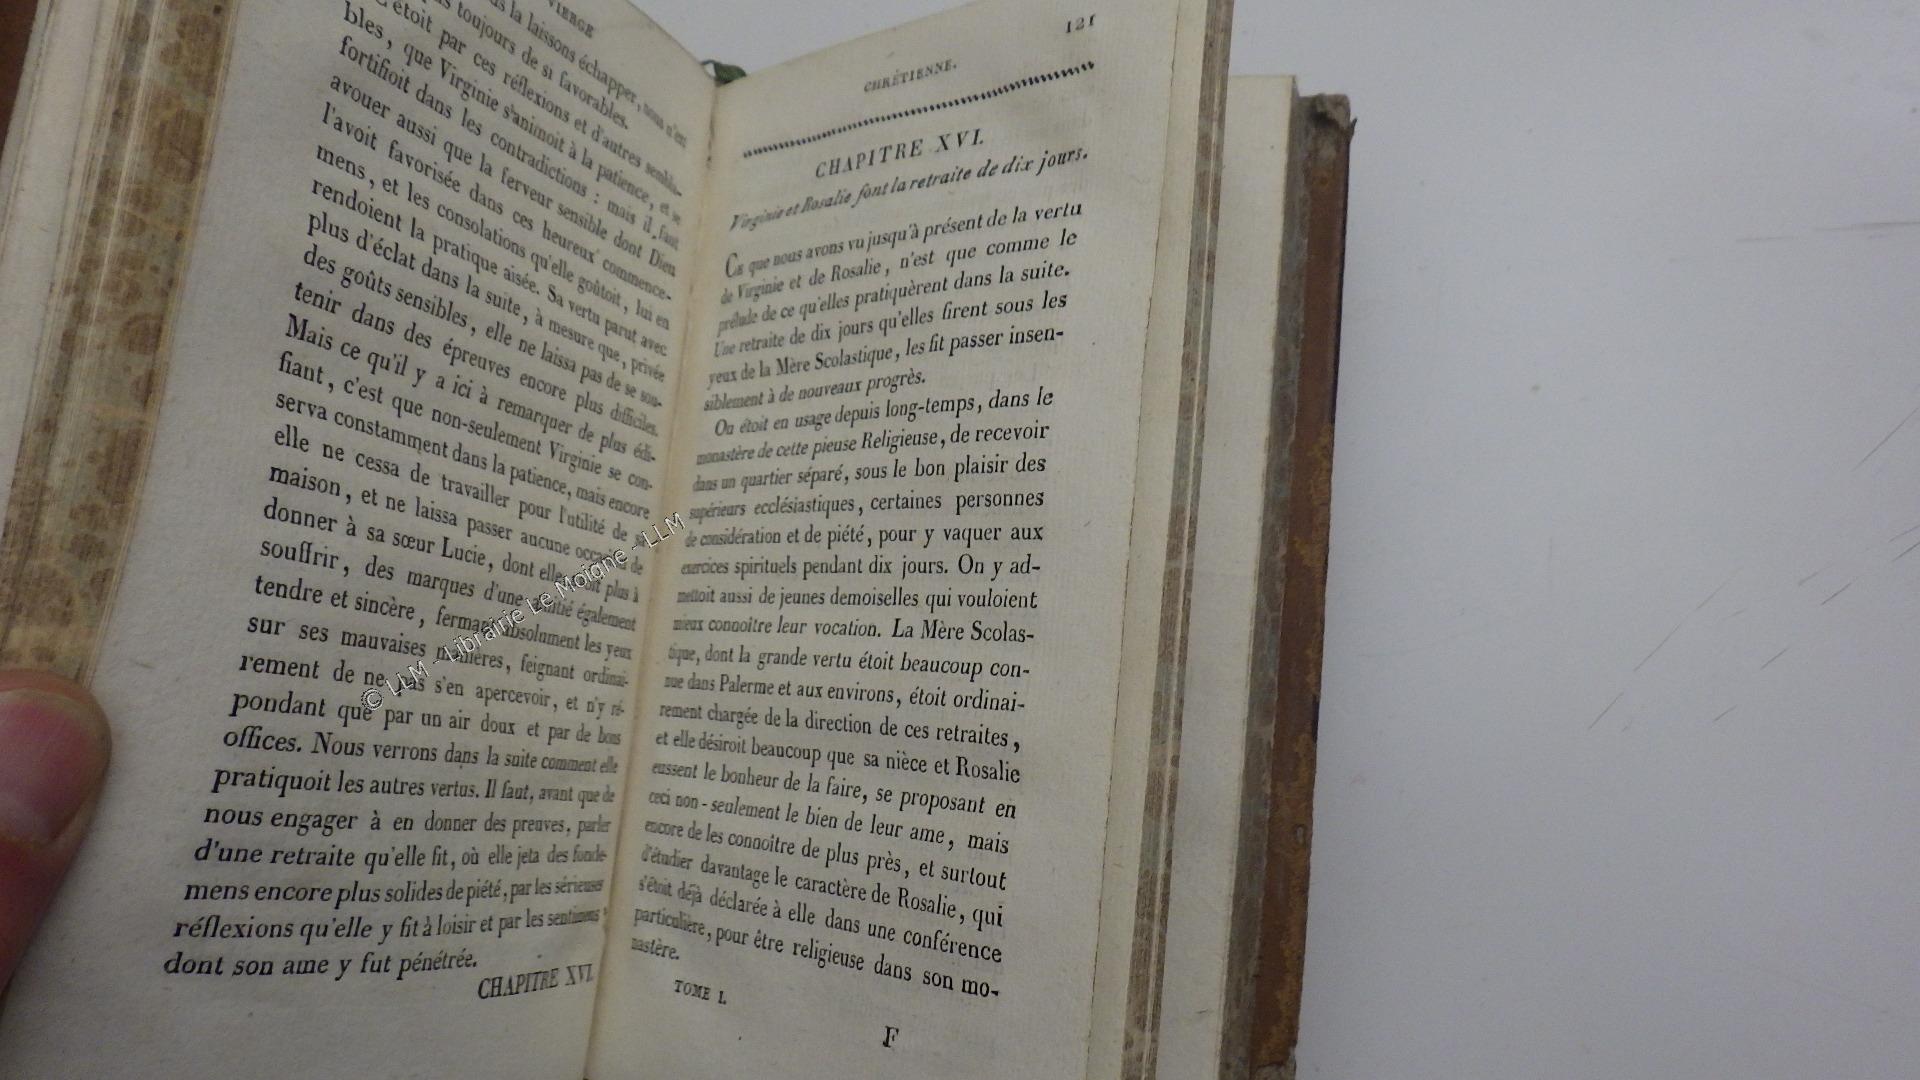 VIERGE
la laissons échapper, nous n'en
toujours de si favorables.
C'étoit par ces réflexions et d'autres sembla-
bles, que Virginie s'animoit à la patience, et se
fortifioit dans les contradictions : mais il faut
avouer aussi que la ferveur sensible dont Dieu
l'avoit favorisée dans ces heureux commence-
mens, et les consolations qu'elle goûtoit, lui en
rendoient la pratique aisée. Sa vertu parut avec
plus d'éclat dans la suite, à mesure que, privée
des goûts sensibles, elle ne laissa pas de se sou-
tenir dans des épreuves encore plus difficiles.
Mais ce qu'il y a ici à remarquer de plus édi-
fiant, c'est que non-seulement Virginie se con-
serva constamment dans la patience, mais encore
elle ne cessa de travailler pour l'utilité de sa
maison, et ne laissa passer aucune occasion de
donner à sa sœur Lucie, dont elle avoit plus à
souffrir, des marques d'une amitié également
tendre et sincère, fermant absolument les yeux
sur ses mauvaises manières, feignant ordinai-
rement de ne pas s'en apercevoir, et n'y ré-
pondant que par un air doux et par de bons
offices. Nous verrons dans la suite comment elle
pratiquoit les autres vertus. Il faut, avant que de
nous engager à en donner des preuves, parler
d'une retraite qu'elle fit, où elle jeta des fonde-
mens encore plus solides de piété, par les sérieuses
réflexions qu'elle y fit à loisir et par les sentimens
dont son ame y fut pénétrée.
CHAPITRE XVI.
CHRÉTIENNE. 121
CHAPITRE XVI.
Virginie et Rosalie font la retraite de dix jours.
CE que nous avons vu jusqu'à présent de la vertu
de Virginie et de Rosalie, n'est que comme le
prélude de ce qu'elles pratiquèrent dans la suite.
Une retraite de dix jours qu'elles firent sous les
yeux de la Mère Scolastique, les fit passer insen-
siblement à de nouveaux progrès.
On étoit en usage depuis long-temps, dans le
monastère de cette pieuse Religieuse, de recevoir
dans un quartier séparé, sous le bon plaisir des
supérieurs ecclésiastiques, certaines personnes
de considération et de piété, pour y vaquer aux
exercices spirituels pendant dix jours. On y ad-
mettoit aussi de jeunes demoiselles qui vouloient
mieux connoître leur vocation. La Mère Scolas-
tique, dont la grande vertu étoit beaucoup con-
nue dans Palerme et aux environs, étoit ordinai-
rement chargée de la direction de ces retraites,
et elle désiroit beaucoup que sa nièce et Rosalie
eussent le bonheur de la faire, se proposant en
ceci non-seulement le bien de leur ame, mais
encore de les connoître de plus près, et surtout
d'étudier davantage le caractère de Rosalie, qui
s'étoit déjà déclarée à elle dans une conférence
particulière, pour être religieuse dans son mo-
nastère.
TOME I. F
© LLM - Librairie Le Moigne - LLM